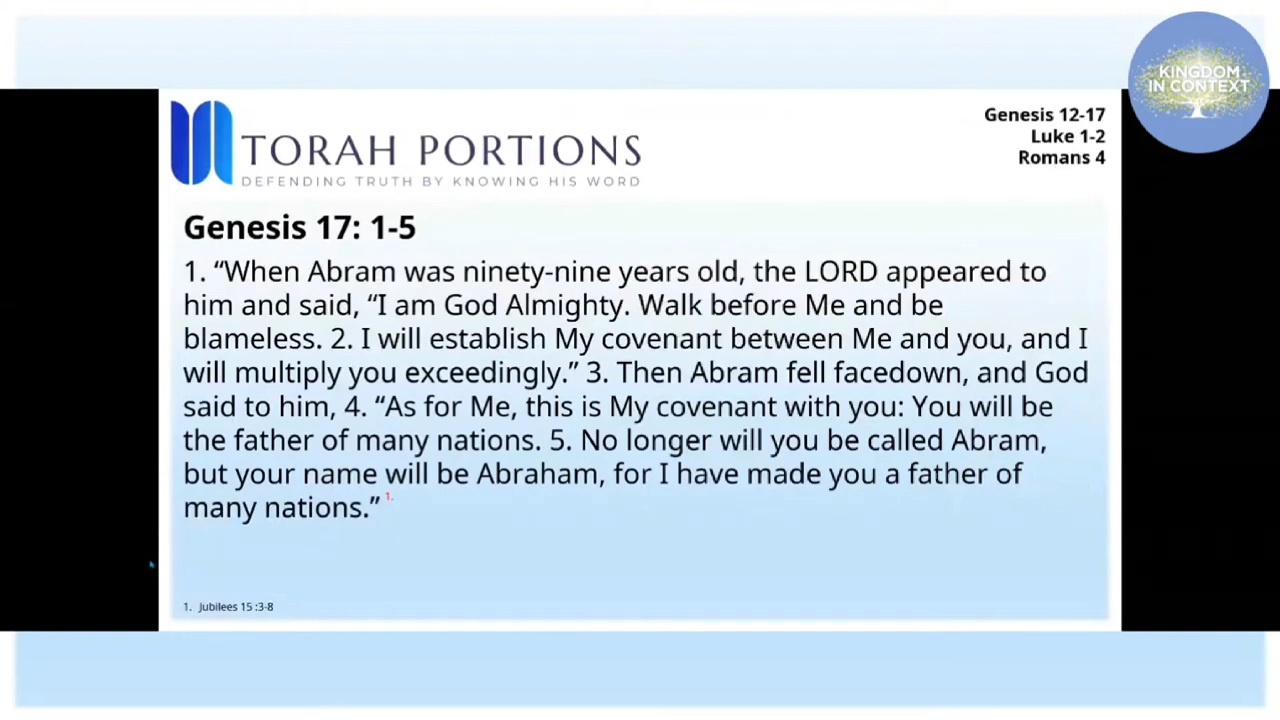 KINGDOM
IN CONTEXT
Genesis 12-17
Luke 1-2
Romans 4
TORAH PORTIONS
DEFENDING TRUTH BY KNOWING HIS WORD
Genesis 17: 1-5
1. “When Abram was ninety-nine years old, the LORD appeared to
him and said, “I am God Almighty. Walk before Me and be
blameless. 2. I will establish My covenant between Me and you, and I
will multiply you exceedingly.” 3. Then Abram fell facedown, and God
said to him, 4. “As for Me, this is My covenant with you: You will be
the father of many nations. 5. No longer will you be called Abram,
but your name will be Abraham, for I have made you a father of
many nations.” 1.
1. Jubilees 15 :3-8